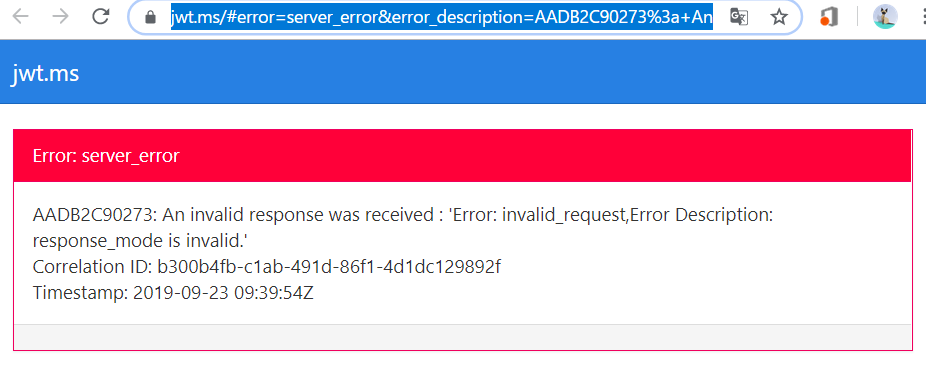 jwt.ms/#error=server_error&error_description=AADB2C90273%3a+An
jwt.ms
Error: server_error
AADB2C90273: An invalid response was received : 'Error: invalid_request,Error Description:
response_mode is invalid.'
Correlation ID: b300b4fb-c1ab-491d-86f1-4d1dc129892f
Timestamp: 2019-09-23 09:39:54Z